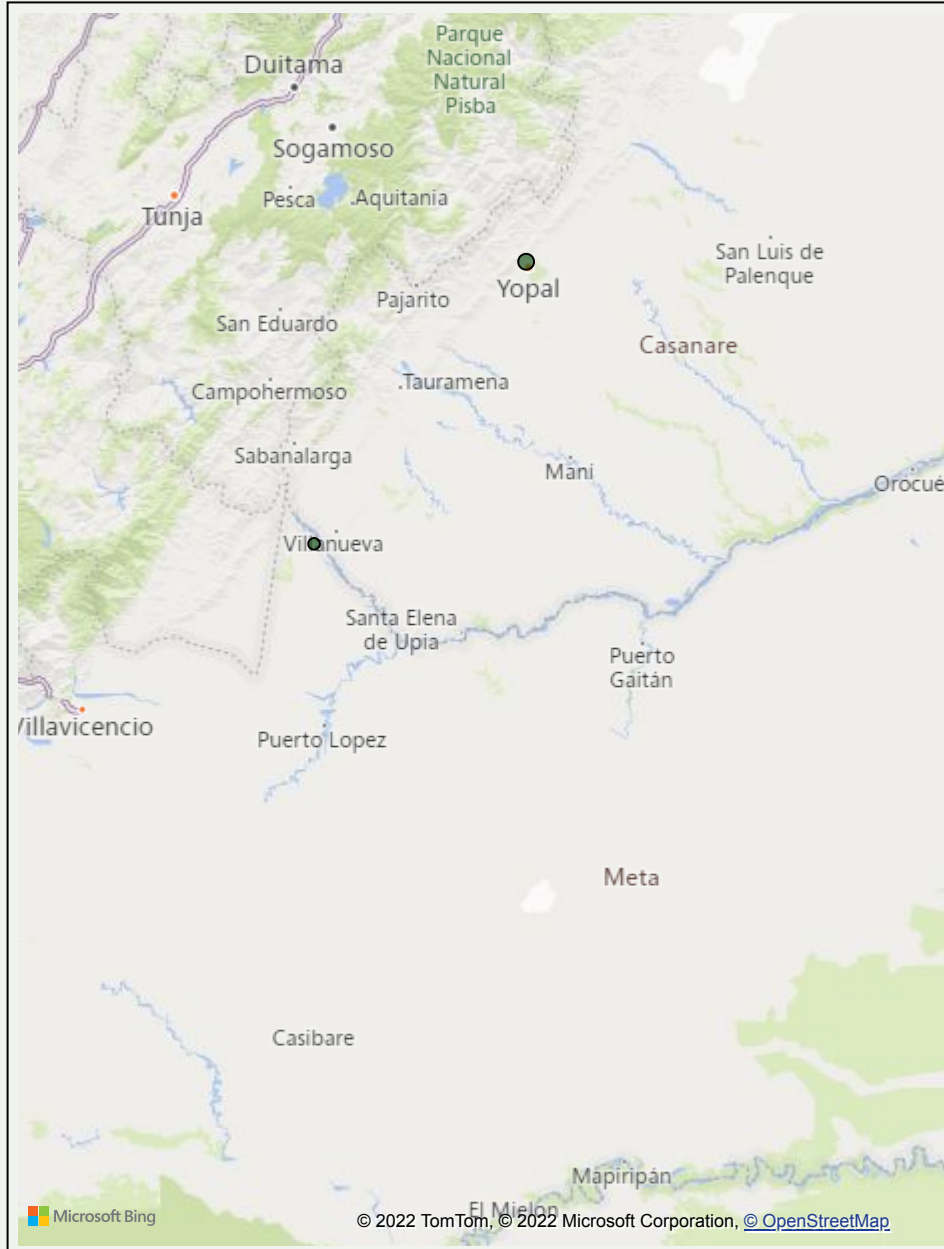 Parque
Nacional
Natural
Pisba
Duitama
Sogamoso
Pesca
Aquitania
Tunja
San Luis de
Palenque
Yopal
Pajarito
San Eduardo
Casanare
Tauramena
Campohermoso
Sabanalarga
Maní
Orocué
Villanueva
Santa Elena
de Upia
Puerto
Gaitán
Villavicencio
Puerto Lopez
Meta
Casibare
Mapiripán
El Mielon
Microsoft Bing
© 2022 TomTom, © 2022 Microsoft Corporation, © OpenStreetMap